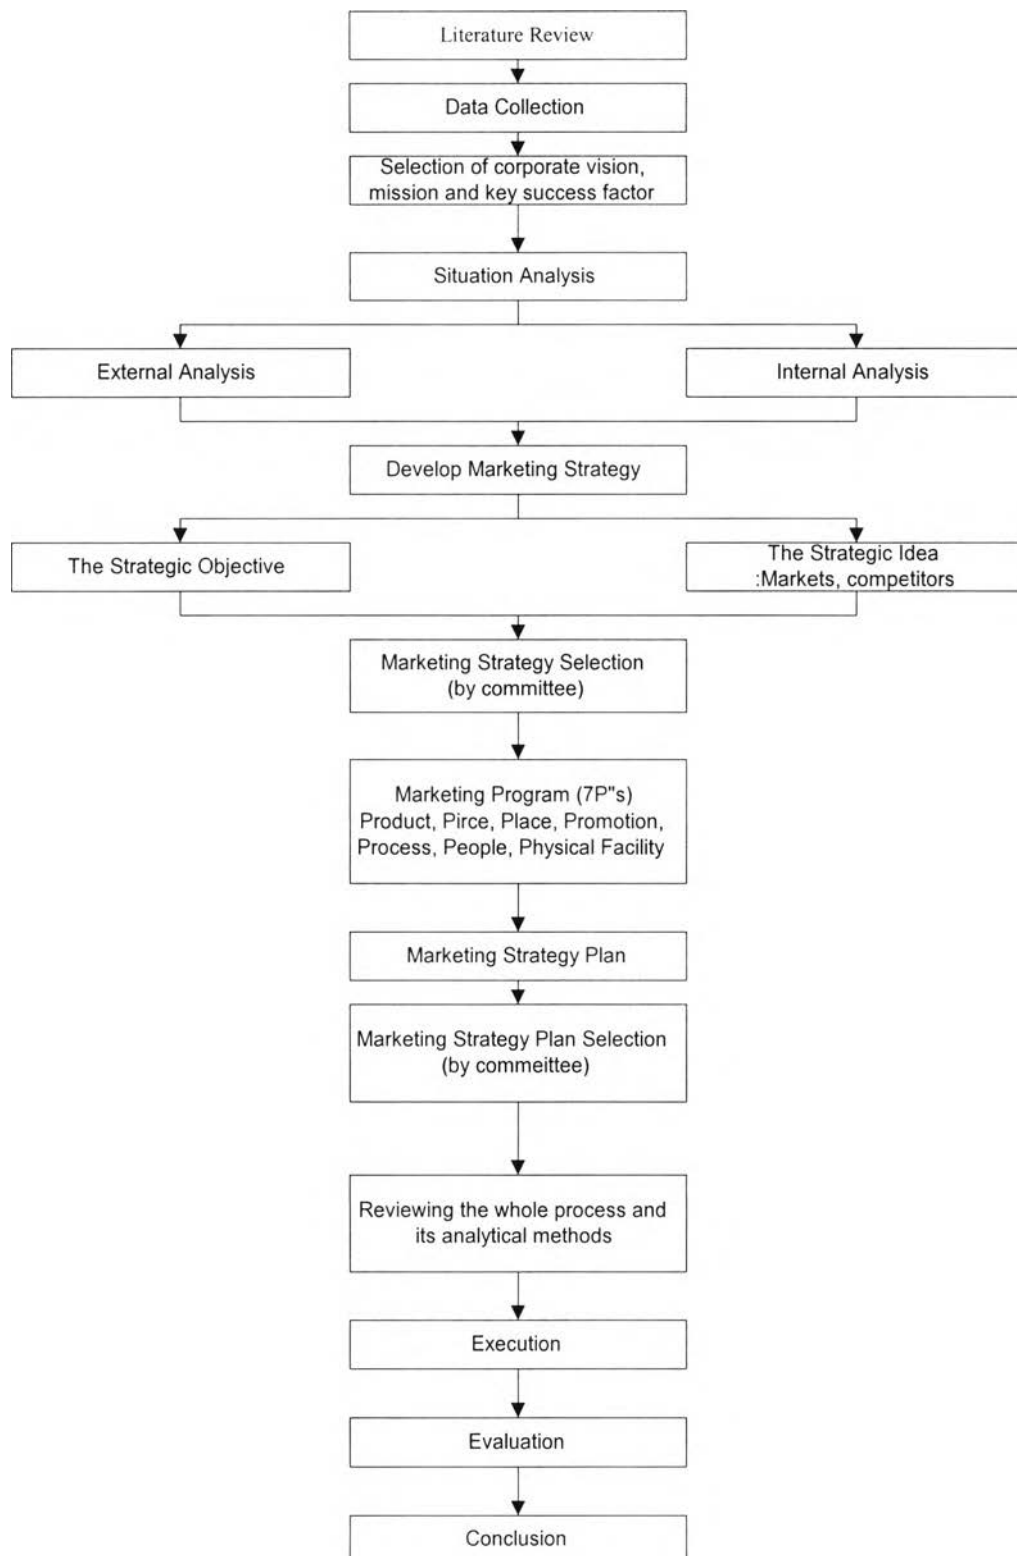 Literature Review
Data Collection
Selection of corporate vision,
mission and key success factor
Situation Analysis
External Analysis
Internal Analysis
Develop Marketing Strategy
The Strategic Objective
The Strategic Idea
:Markets, competitors
Marketing Strategy Selection
(by committee)
Marketing Program (7P"s)
Product, Pirce, Place, Promotion,
Process, People, Physical Facility
Marketing Strategy Plan
Marketing Strategy Plan Selection
(by commeittee)
Reviewing the whole process and
its analytical methods
Execution
Evaluation
Conclusion